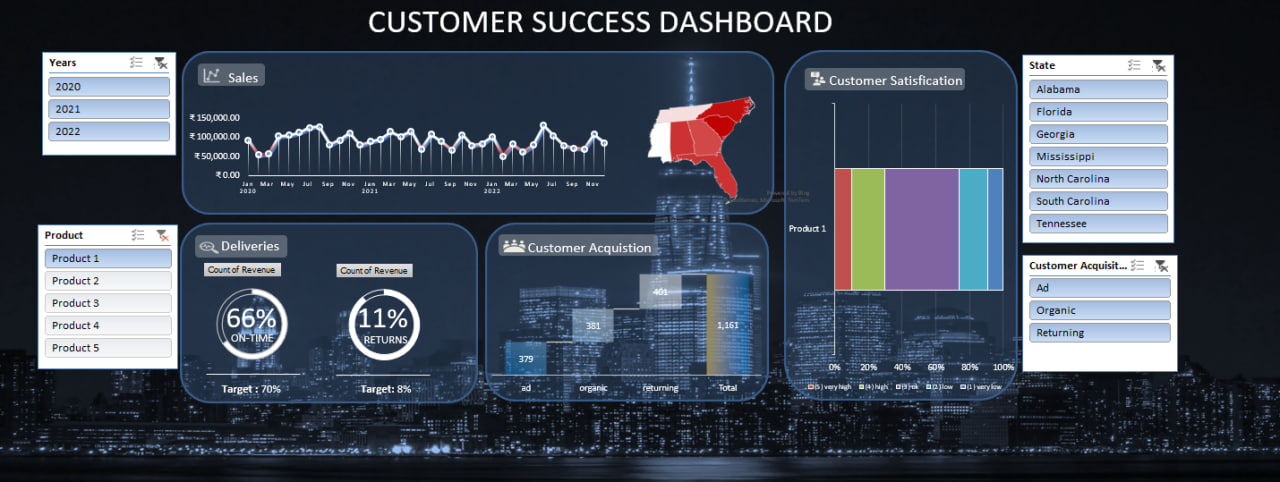 CUSTOMER SUCCESS DASHBOARD
Years
2020
2021
2022
Product
Product 1
Product 2
Product 3
Product 4
Product 5
Sales
₹ 150,000.00
₹ 100,000.00
₹ 50,000.00
₹ 0.00
Jan Mar May Jul Sep Nov Jan Mar May Jul Sep Nov Jan Mar May Jul Sep Nov
2020 2021 2022
Powered by Bing
Microsoft, TomTom
Deliveries
Count of Revenue
66%
ON-TIME
Target : 70%
Count of Revenue
11%
RETURNS
Target: 8%
Customer Acquistion
379
381
401
1,161
ad organic returning Total
Customer Satisfication
Product 1
0% 20% 40% 60% 80% 100%
(5) very high (4) high (3) ok (2) low (1) very low
State
Alabama
Florida
Georgia
Mississippi
North Carolina
South Carolina
Tennessee
Customer Acquisit...
Ad
Organic
Returning